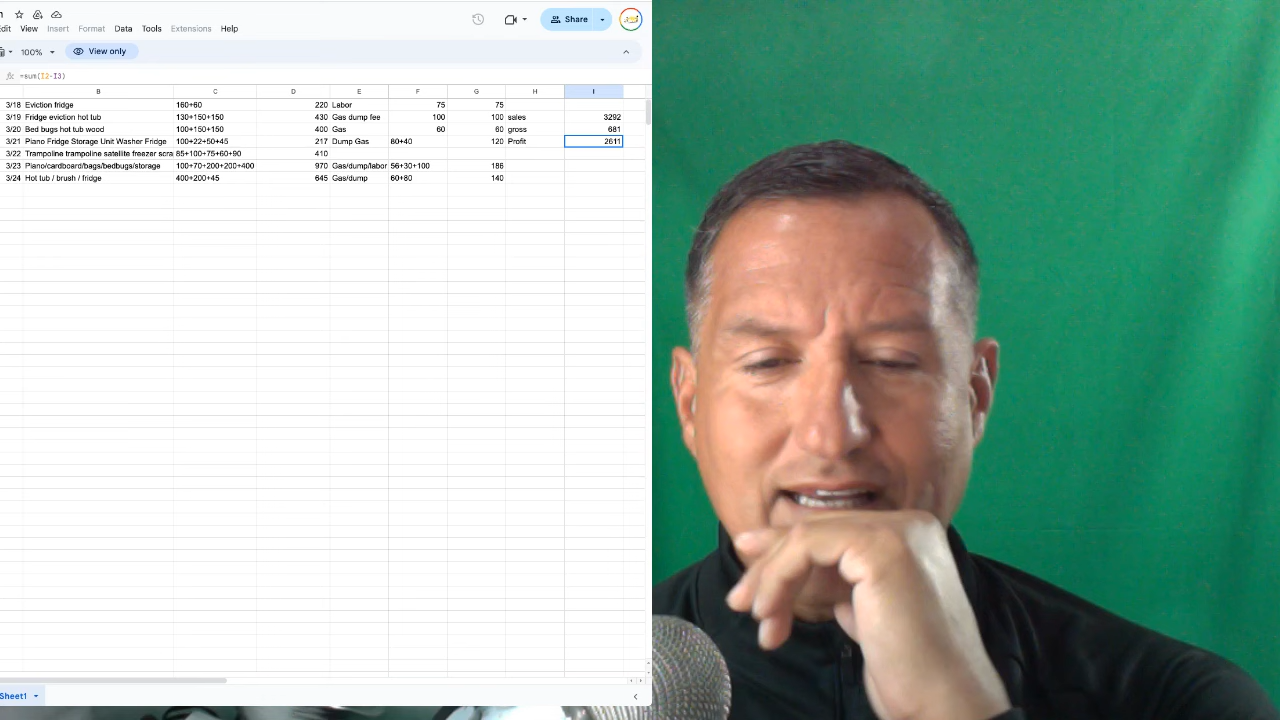 Edit View Insert Format Data Tools Extensions Help Share
100% View only
fx =sum(I2-I3)
B C D E F G H I
3/18 Eviction fridge 160+60 220 Labor 75 75
3/19 Fridge eviction hot tub 130+150+150 430 Gas dump fee 100 100 sales 3292
3/20 Bed bugs hot tub wood 100+150+150 400 Gas 60 60 gross 681
3/21 Piano Fridge Storage Unit Washer Fridge 100+22+50+45 217 Dump Gas 80+40 120 Profit 2611
3/22 Trampoline trampoline satellite freezer scra 85+100+75+60+90 410
3/23 Piano/cardboard/bags/bedbugs/storage 100+70+200+200+400 970 Gas/dump/labor 56+30+100 186
3/24 Hot tub / brush / fridge 400+200+45 645 Gas/dump 60+80 140
Sheet1